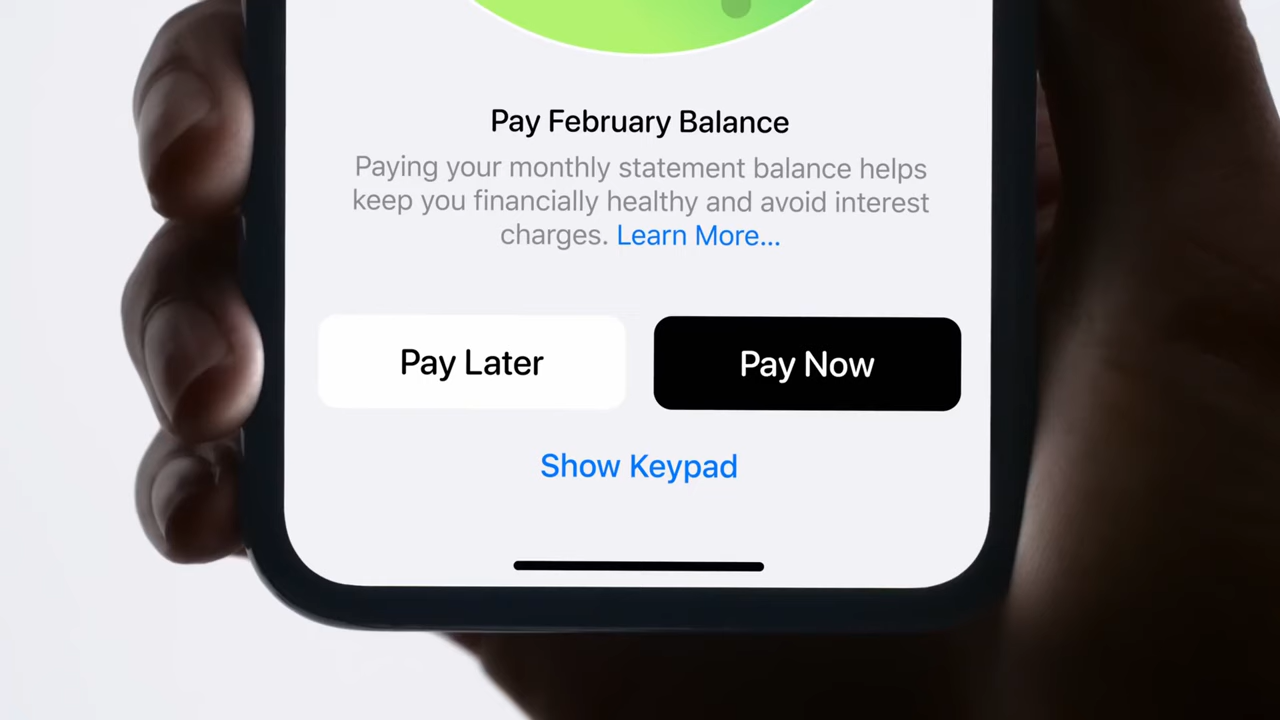 Pay February Balance
Paying your monthly statement balance helps
keep you financially healthy and avoid interest
charges. Learn More...
Pay Later
Pay Now
Show Keypad